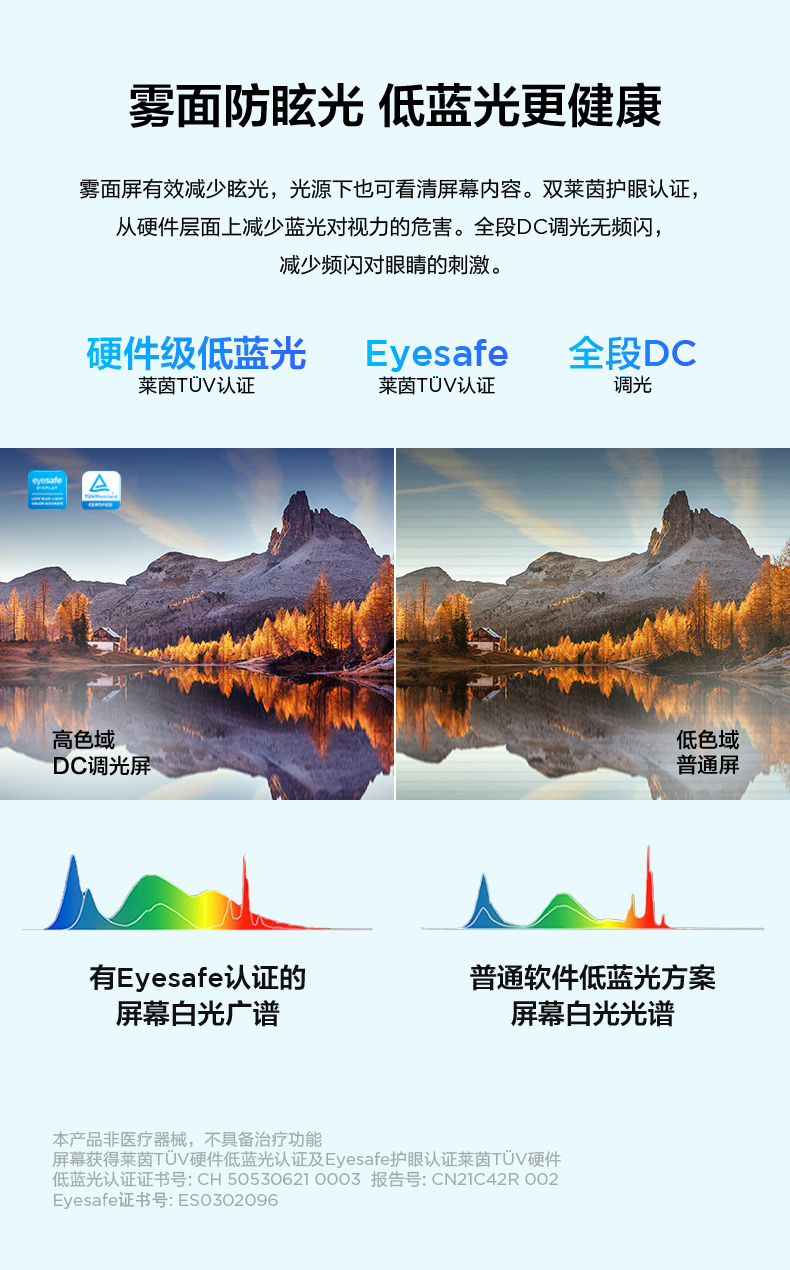 雾面防眩光 低蓝光更健康
雾面屏有效减少眩光，光源下也可看清屏幕内容。双莱茵护眼认证，
从硬件层面上减少蓝光对视力的危害。全段DC调光无频闪，
减少频闪对眼睛的刺激。
硬件级低蓝光 Eyesafe 全段DC
莱茵TÜV认证 莱茵TÜV认证 调光
eyesafe
DISPLAY
LOW BLUE LIGHT
COLOR ACCURATE
TÜVRheinland
CERTIFIED
高色域
DC调光屏
低色域
普通屏
有Eyesafe认证的
屏幕白光广谱
普通软件低蓝光方案
屏幕白光光谱
本产品非医疗器械，不具备治疗功能
屏幕获得莱茵TÜV硬件低蓝光认证及Eyesafe护眼认证莱茵TÜV硬件
低蓝光认证证书号: CH 50530621 0003 报告号: CN21C42R 002
Eyesafe证书号: ES0302096